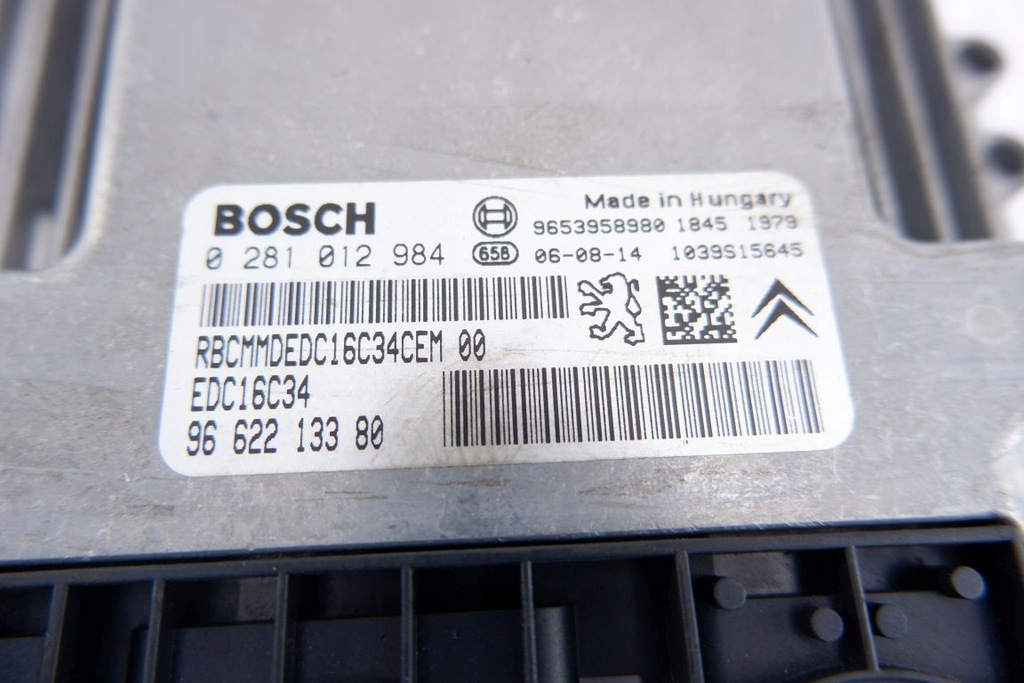 BOSCH
Made in Hungary
9653958980 1845 1979
0 281 012 984
658 06-08-14 1039S15645
RBCMMDEDC16C34CEM 00
EDC16C34
96 622 133 80